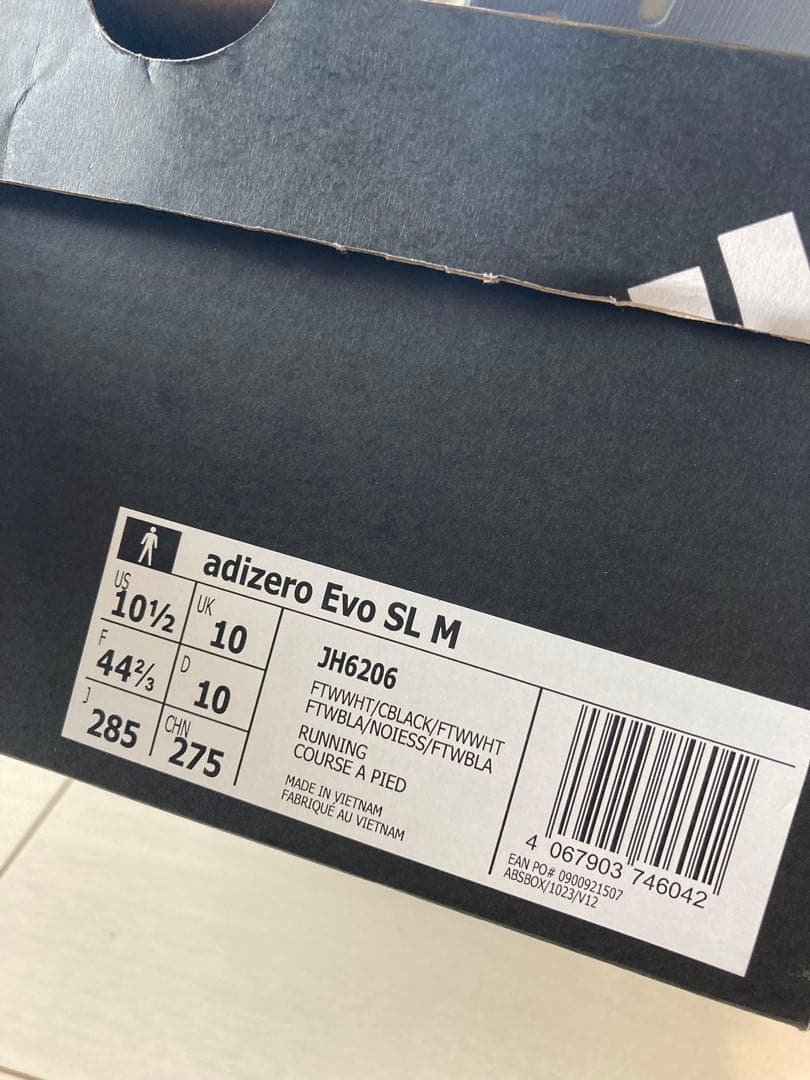 adizero Evo SL M
US
10½
UK
10
F
44⅔
D
10
J
285
CHN
275
JH6206
FTWWHT/CBLACK/FTWWHT
FTWBLA/NOIESS/FTWBLA
RUNNING
COURSE A PIED
MADE IN VIETNAM
FABRIQUÉ AU VIETNAM
4 067903 746042
EAN PO# 0900921507
ABSBOX/1023/V12